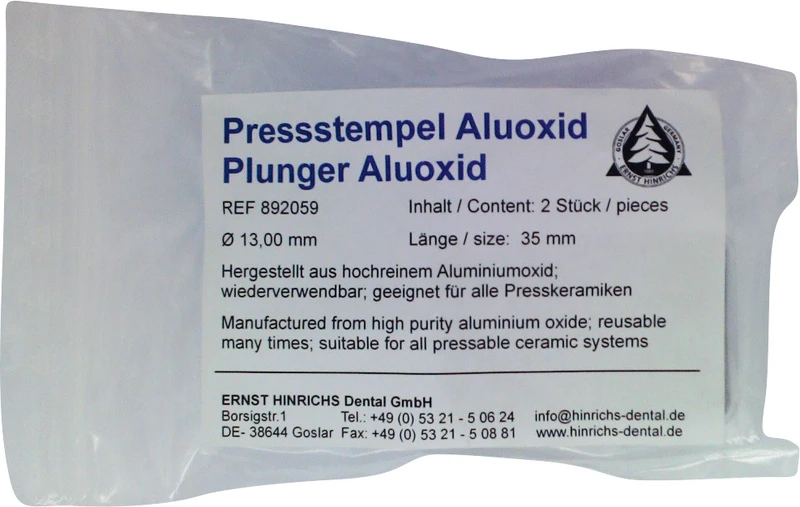 Pressstempel Aluoxid
Plunger Aluoxid
GOSLAR GERMANY
ERNST HINRICHS
REF 892059 Inhalt / Content: 2 Stück / pieces
Ø 13,00 mm Länge / size: 35 mm
Hergestellt aus hochreinem Aluminiumoxid;
wiederverwendbar; geeignet für alle Presskeramiken
Manufactured from high purity aluminium oxide; reusable
many times; suitable for all pressable ceramic systems
ERNST HINRICHS Dental GmbH
Borsigstr.1 Tel.: +49 (0) 53 21 - 5 06 24 info@hinrichs-dental.de
DE- 38644 Goslar Fax: +49 (0) 53 21 - 5 08 81 www.hinrichs-dental.de